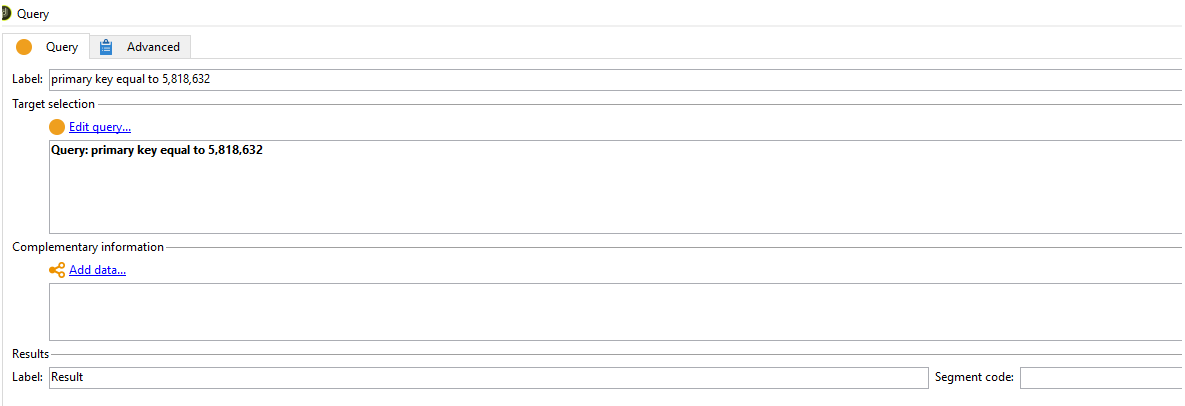 Query
Query Advanced
Label: primary key equal to 5,818,632
Target selection
Edit query...
Query: primary key equal to 5,818,632
Complementary information
Add data...
Results
Label: Result Segment code: